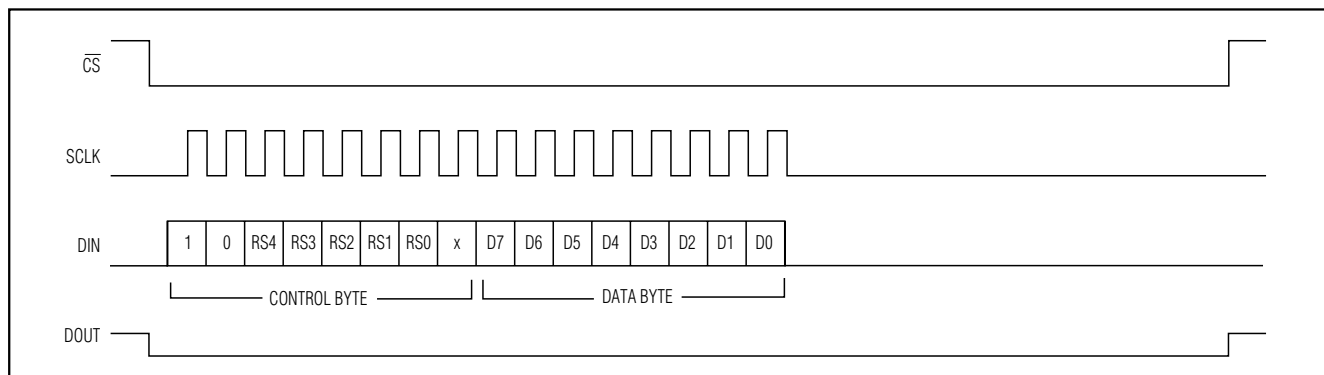 CS
SCLK
DIN 1 0 RS4 RS3 RS2 RS1 RS0 x D7 D6 D5 D4 D3 D2 D1 D0
CONTROL BYTE DATA BYTE
DOUT